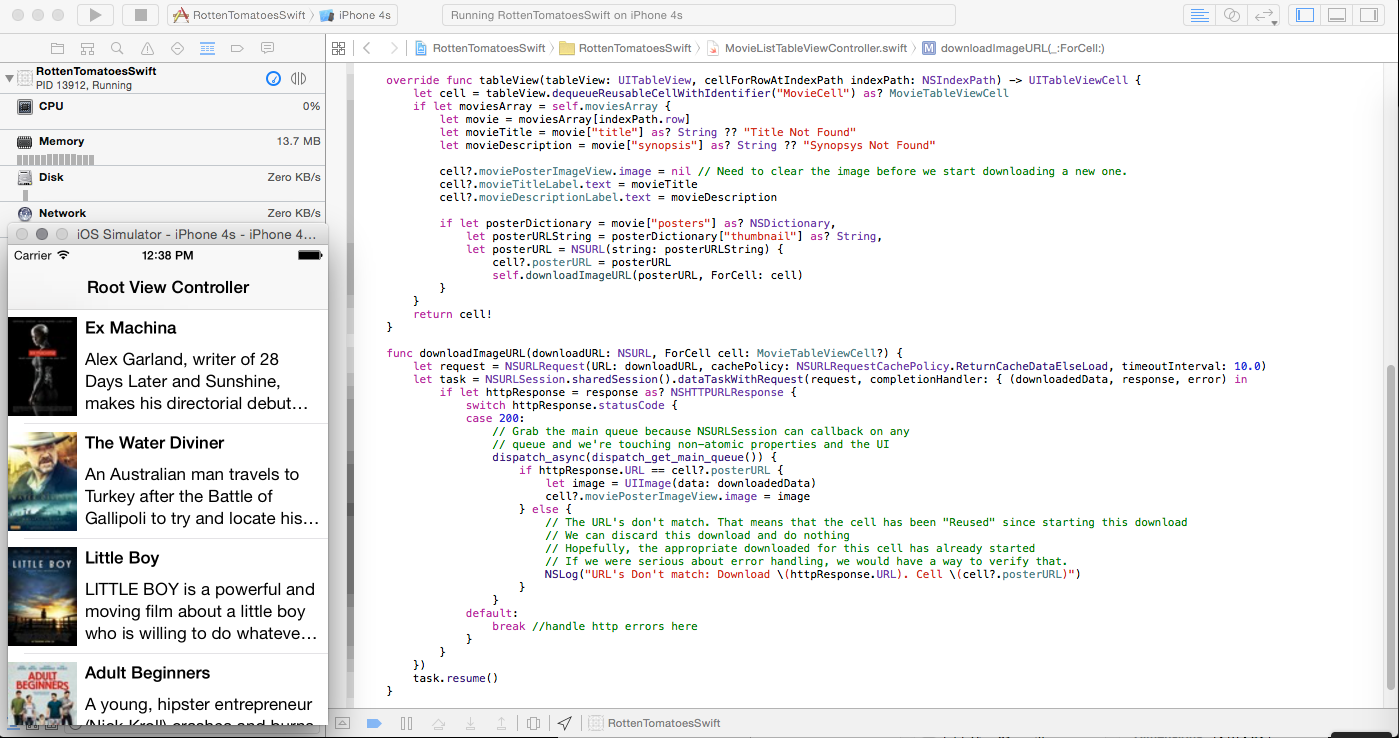 RottenTomatoesSwift iPhone 4s
Running RottenTomatoesSwift on iPhone 4s
RottenTomatoesSwift
PID 13912, Running
CPU 0%
Memory 13.7 MB
Disk Zero KB/s
Network Zero KB/s
iOS Simulator - iPhone 4s - iPhone 4…
Carrier 12:38 PM
Root View Controller
Ex Machina
Alex Garland, writer of 28
Days Later and Sunshine,
makes his directorial debut…
The Water Diviner
An Australian man travels to
Turkey after the Battle of
Gallipoli to try and locate his…
LITTLE BOY
Little Boy
LITTLE BOY is a powerful and
moving film about a little boy
who is willing to do whateve…
ADULT
BEGINNERS
Adult Beginners
A young, hipster entrepreneur
(Nick Kroll) crashes and burns
RottenTomatoesSwift RottenTomatoesSwift MovieListTableViewController.swift M downloadImageURL(_:ForCell:)
override func tableView(tableView: UITableView, cellForRowAtIndexPath indexPath: NSIndexPath) -> UITableViewCell {
let cell = tableView.dequeueReusableCellWithIdentifier("MovieCell") as? MovieTableViewCell
if let moviesArray = self.moviesArray {
let movie = moviesArray[indexPath.row]
let movieTitle = movie["title"] as? String ?? "Title Not Found"
let movieDescription = movie["synopsis"] as? String ?? "Synopsys Not Found"
cell?.moviePosterImageView.image = nil // Need to clear the image before we start downloading a new one.
cell?.movieTitleLabel.text = movieTitle
cell?.movieDescriptionLabel.text = movieDescription
if let posterDictionary = movie["posters"] as? NSDictionary,
let posterURLString = posterDictionary["thumbnail"] as? String,
let posterURL = NSURL(string: posterURLString) {
cell?.posterURL = posterURL
self.downloadImageURL(posterURL, ForCell: cell)
}
}
return cell!
}
func downloadImageURL(downloadURL: NSURL, ForCell cell: MovieTableViewCell?) {
let request = NSURLRequest(URL: downloadURL, cachePolicy: NSURLRequestCachePolicy.ReturnCacheDataElseLoad, timeoutInterval: 10.0)
let task = NSURLSession.sharedSession().dataTaskWithRequest(request, completionHandler: { (downloadedData, response, error) in
if let httpResponse = response as? NSHTTPURLResponse {
switch httpResponse.statusCode {
case 200:
// Grab the main queue because NSURLSession can callback on any
// queue and we're touching non-atomic properties and the UI
dispatch_async(dispatch_get_main_queue()) {
if httpResponse.URL == cell?.posterURL {
let image = UIImage(data: downloadedData)
cell?.moviePosterImageView.image = image
} else {
// The URL's don't match. That means that the cell has been "Reused" since starting this download
// We can discard this download and do nothing
// Hopefully, the appropriate downloaded for this cell has already started
// If we were serious about error handling, we would have a way to verify that.
NSLog("URL's Don't match: Download \(httpResponse.URL). Cell \(cell?.posterURL)")
}
}
default:
break //handle http errors here
}
}
})
task.resume()
}
RottenTomatoesSwift